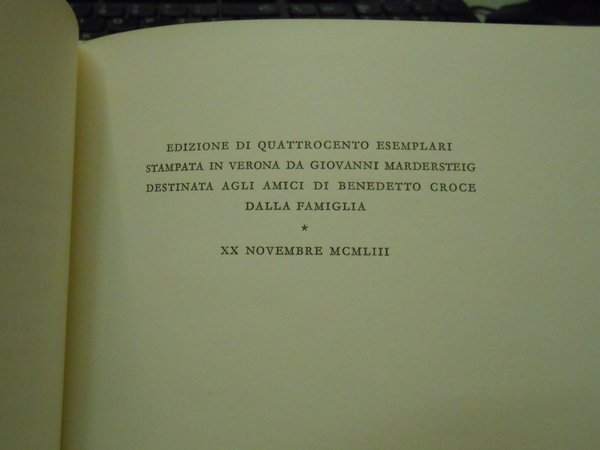 EDIZIONE DI QUATTROCENTO ESEMPLARI
STAMPATA IN VERONA DA GIOVANNI MARDERSTEIG
DESTINATA AGLI AMICI DI BENEDETTO CROCE
DALLA FAMIGLIA
*
XX NOVEMBRE MCMLIII